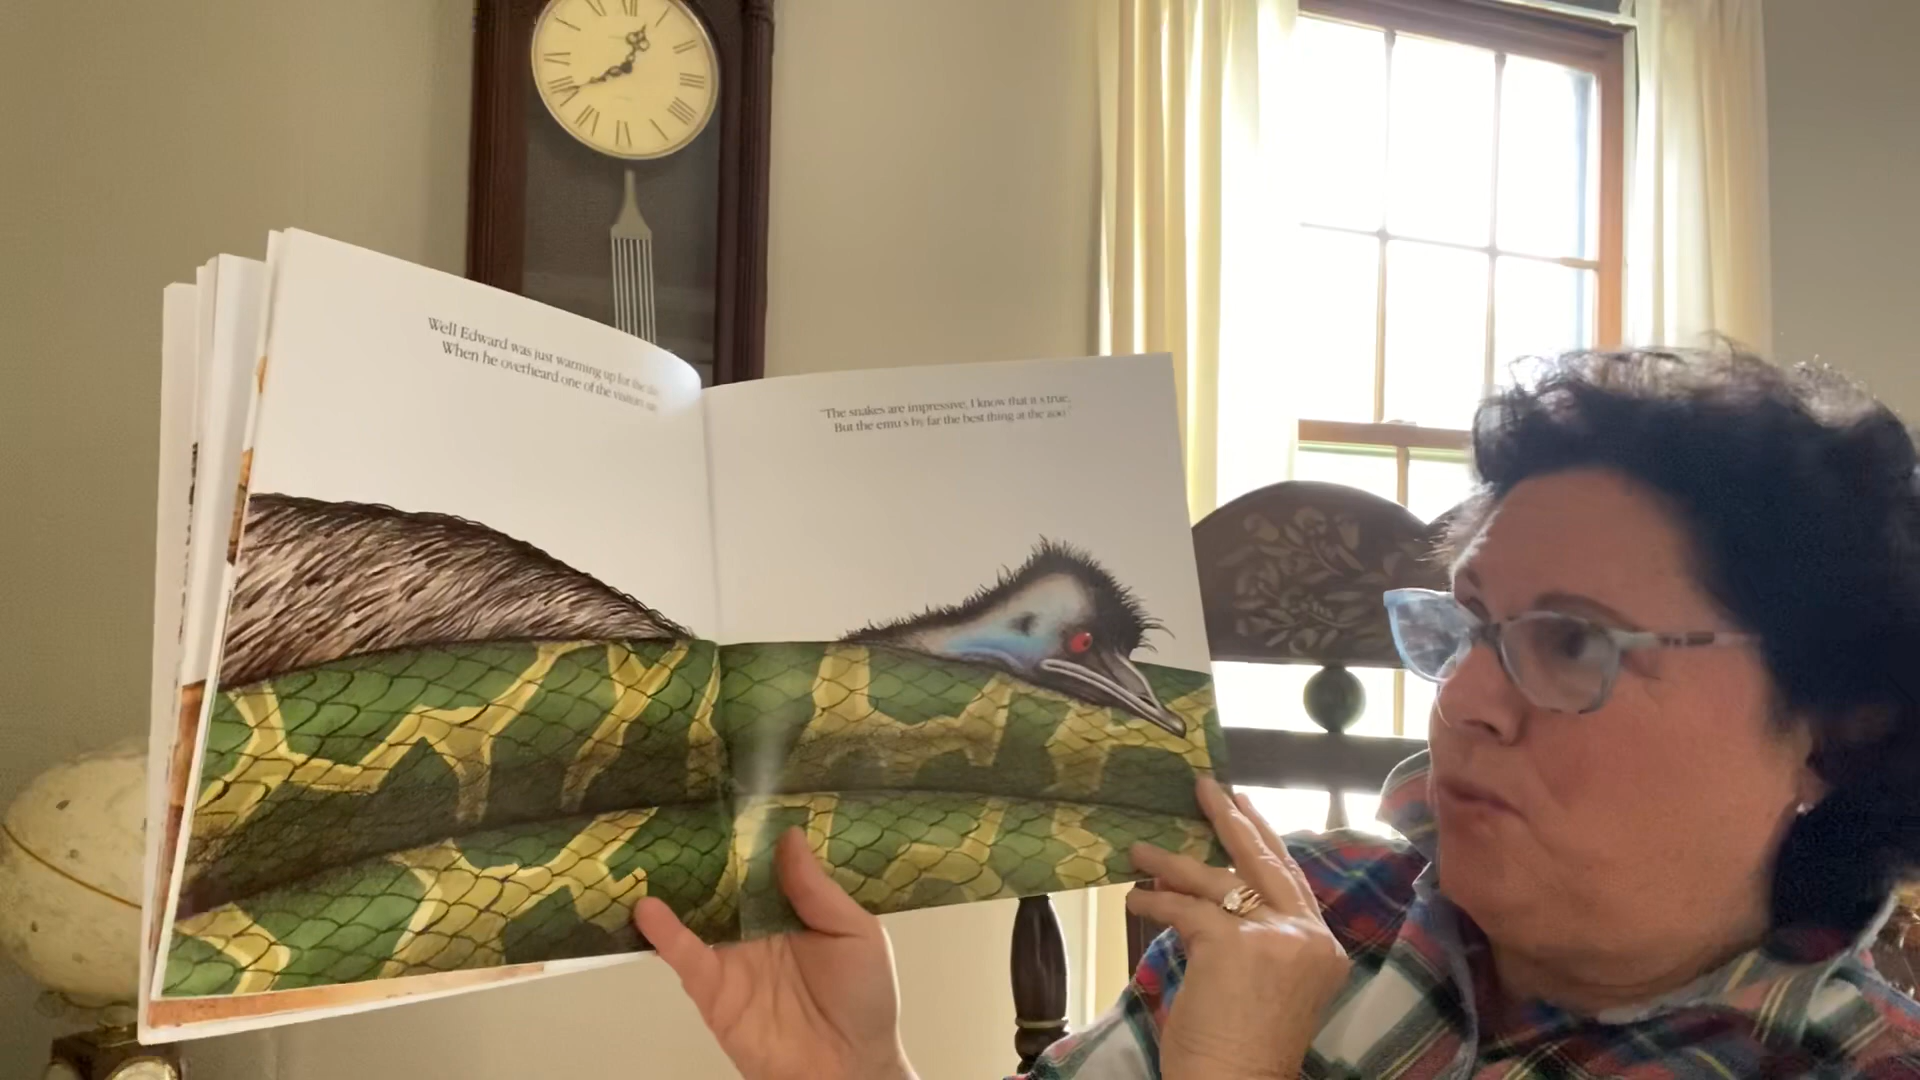 Well Edward was just warming up for the
When he overheard one of the visitors
"The snakes are impressive, I know that it's true,
But the emu's by far the best thing at the zoo."